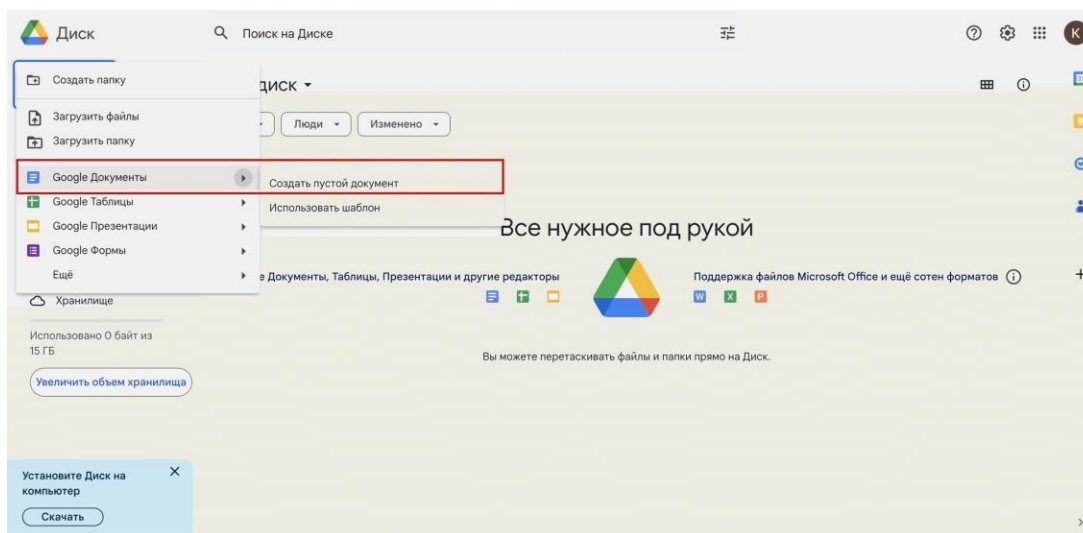 Диск
Поиск на Диске
К
Создать папку
диск
Загрузить файлы
Загрузить папку
Люди
Изменено
Google Документы
Создать пустой документ
Google Таблицы
Использовать шаблон
Google Презентации
Все нужное под рукой
Google Формы
Ещё
Документы, Таблицы, Презентации и другие редакторы
Поддержка файлов Microsoft Office и ещё сотен форматов
W X P
Хранилище
Использовано 0 байт из
15 ГБ
Вы можете перетаскивать файлы и папки прямо на Диск.
Увеличить объем хранилища
Установите Диск на
компьютер
Скачать